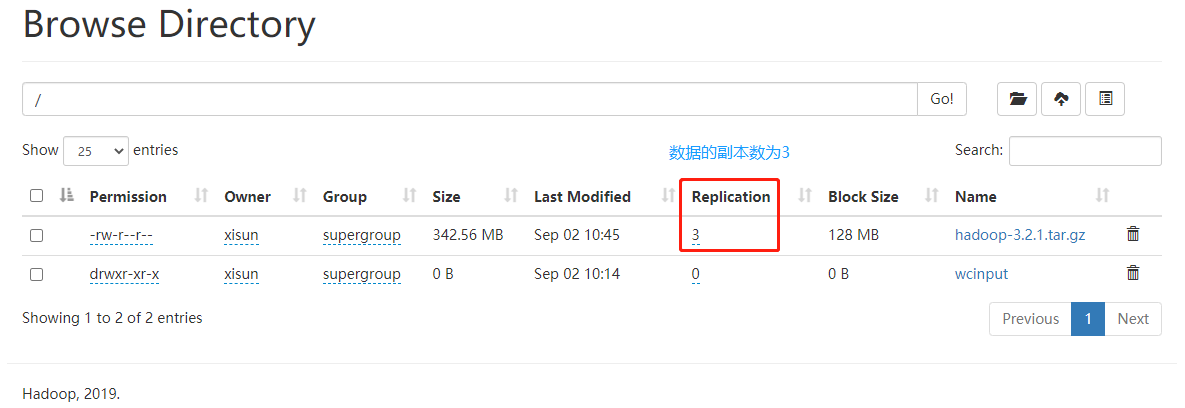 Browse Directory
/ Go!
Show 25 entries 数据的副本数为3 Search:
Permission Owner Group Size Last Modified Replication Block Size Name
-rw-r--r-- xisun supergroup 342.56 MB Sep 02 10:45 3 128 MB hadoop-3.2.1.tar.gz
drwxr-xr-x xisun supergroup 0 B Sep 02 10:14 0 0 B wcinput
Showing 1 to 2 of 2 entries Previous 1 Next
Hadoop, 2019.